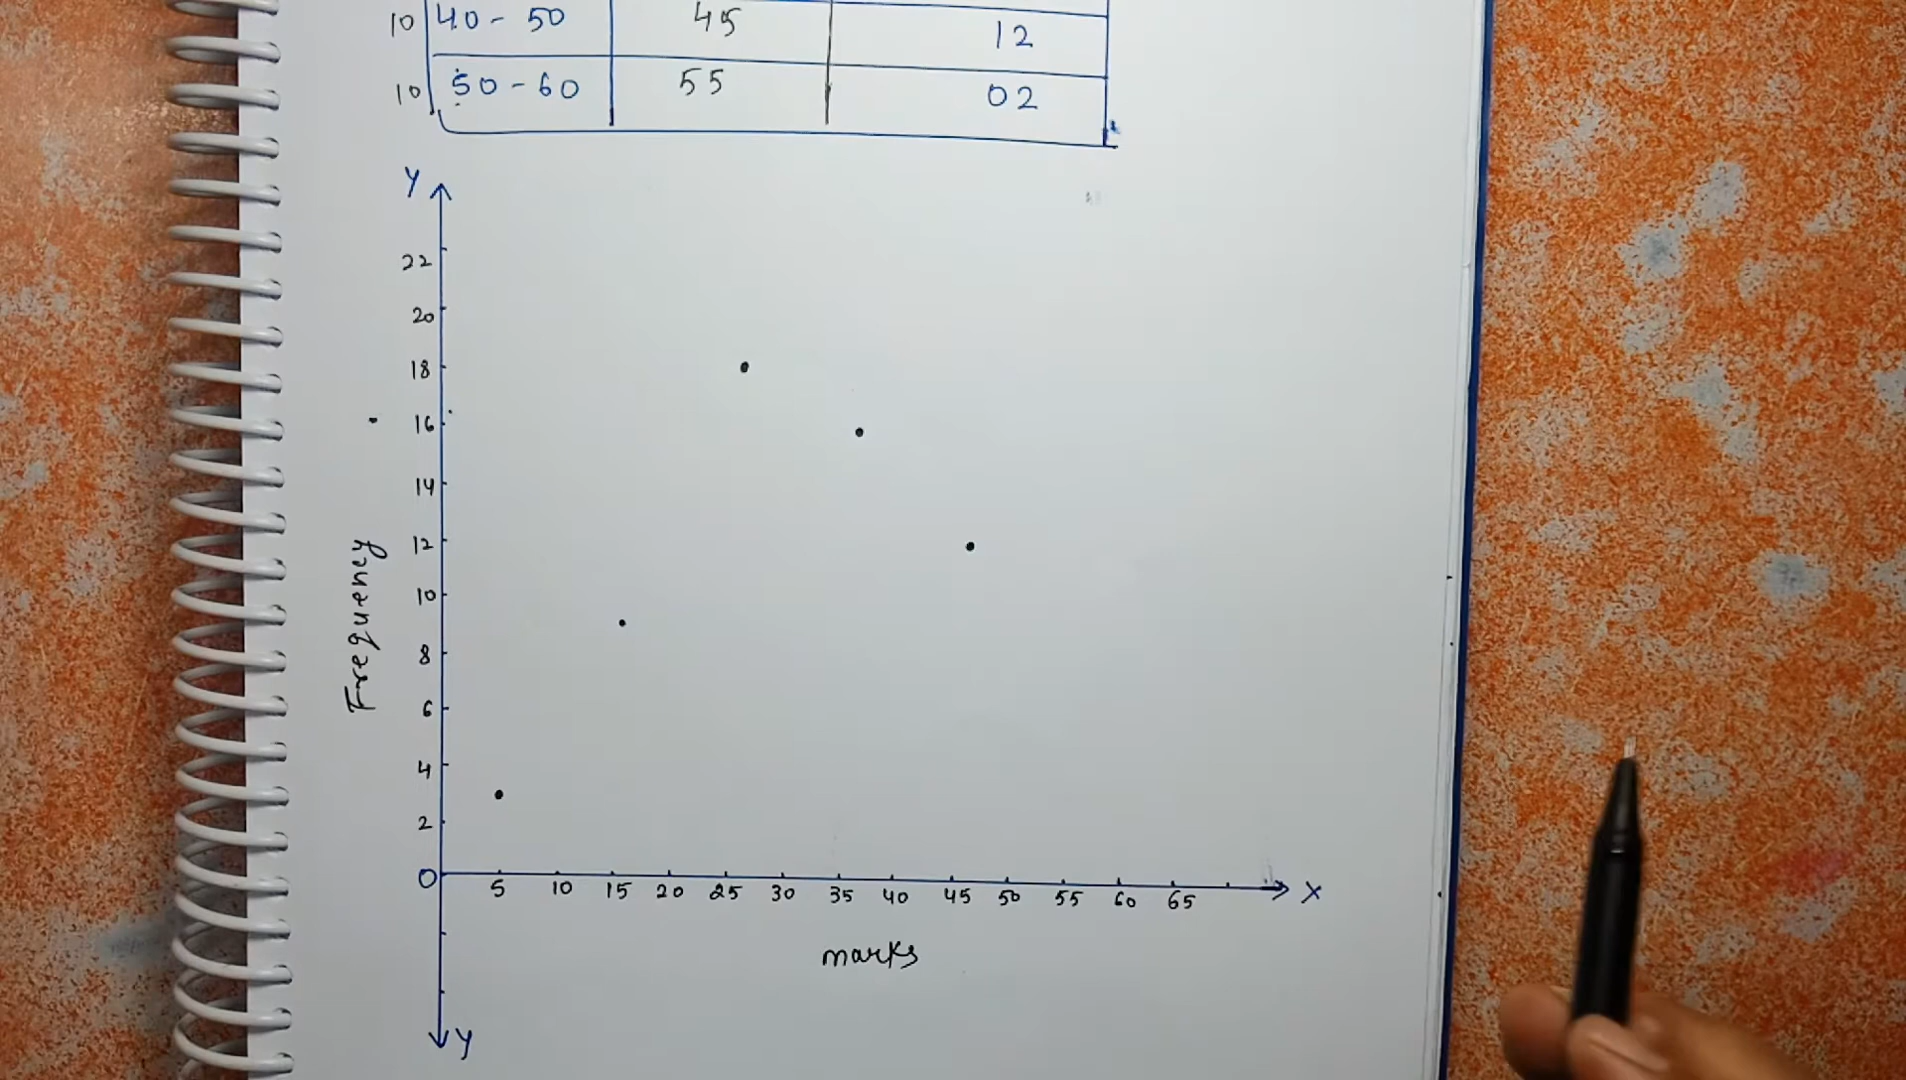 10 40 - 50 45 12
10 50 - 60 55 02
Y
22
20
18
16
14
12
10
8
6
4
2
0
Frequency
5 10 15 20 25 30 35 40 45 50 55 60 65 X
marks
Y